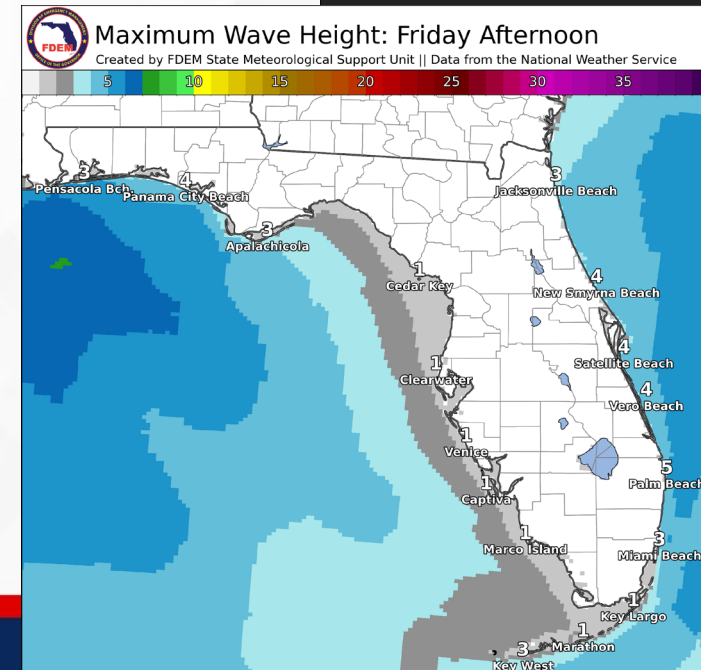 Maximum Wave Height: Friday Afternoon
FDEM
Created by FDEM State Meteorological Support Unit || Data from the National Weather Service
5 10 15 20 25 30 35
3
Pensacola Bch.
4
Panama City Beach
3
Jacksonville Beach
3
Apalachicola
1
Cedar Key
4
New Smyrna Beach
4
Satellite Beach
1
Clearwater
4
Vero Beach
1
Venice
5
Palm Beach
1
Captiva
1
Marco Island
3
Miami Beach
1
Key Largo
1
Marathon
3
Key West